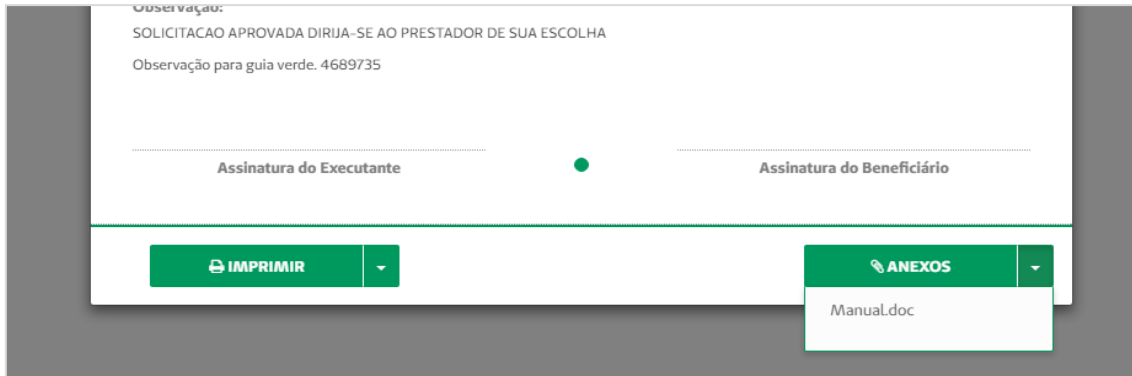 Observação:
SOLICITACAO APROVADA DIRIJA-SE AO PRESTADOR DE SUA ESCOLHA
Observação para guia verde. 4689735
Assinatura do Executante
Assinatura do Beneficiário
IMPRIMIR
ANEXOS
Manual.doc